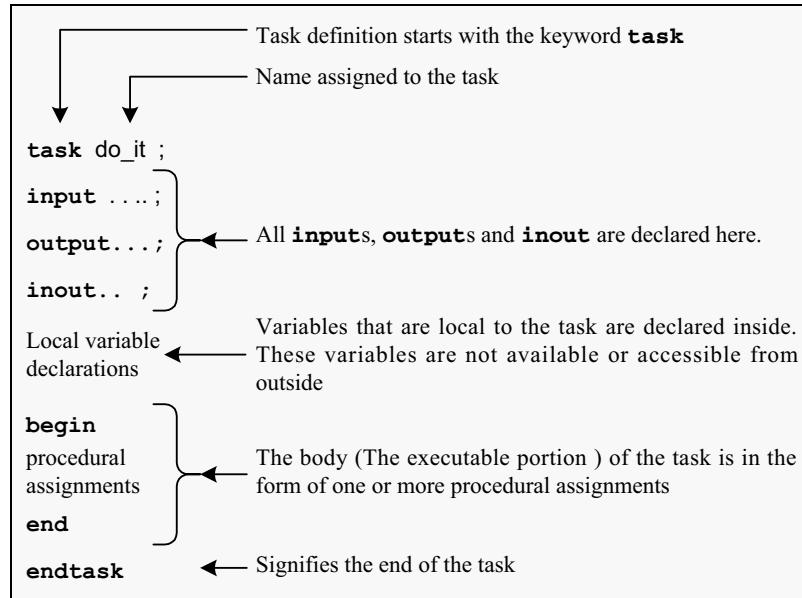 Task definition starts with the keyword task
Name assigned to the task
task do_it ;
input .... ;
output...;
inout.. ;
All inputs, outputs and inout are declared here.
Local variable
declarations
Variables that are local to the task are declared inside.
These variables are not available or accessible from
outside
begin
procedural
assignments
end
The body (The executable portion ) of the task is in the
form of one or more procedural assignments
endtask
Signifies the end of the task